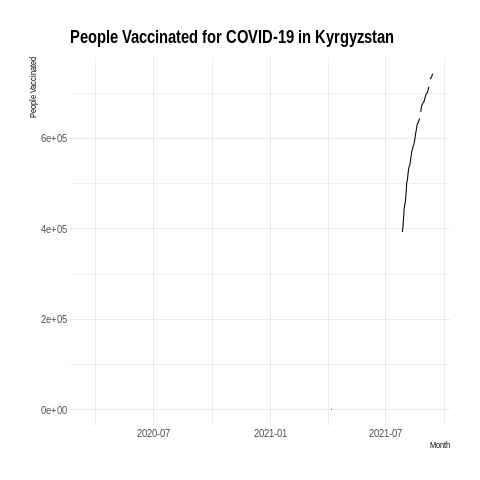 People Vaccinated for COVID-19 in Kyrgyzstan
People Vaccinated
6e+05
4e+05
2e+05
0e+00
2020-07
2021-01
2021-07
Month